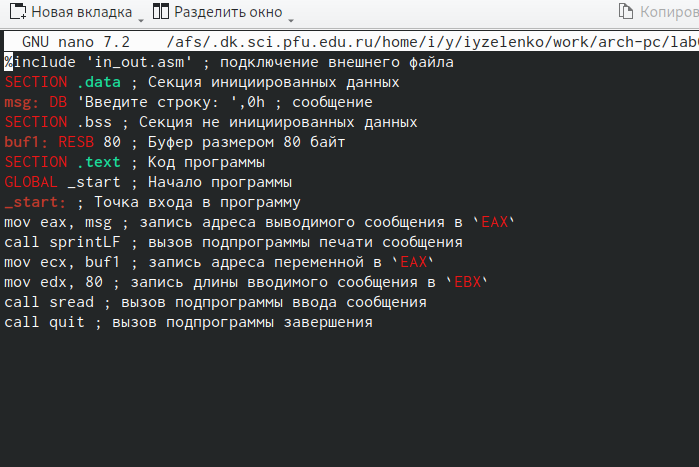 Новая вкладка Разделить окно Копиров
GNU nano 7.2 /afs/.dk.sci.pfu.edu.ru/home/i/y/iyzelenko/work/arch-pc/lab
%include 'in_out.asm' ; подключение внешнего файла
SECTION .data ; Секция инициированных данных
msg: DB 'Введите строку: ',0h ; сообщение
SECTION .bss ; Секция не инициированных данных
buf1: RESB 80 ; Буфер размером 80 байт
SECTION .text ; Код программы
GLOBAL _start ; Начало программы
_start: ; Точка входа в программу
mov eax, msg ; запись адреса выводимого сообщения в `EAX`
call sprintLF ; вызов подпрограммы печати сообщения
mov ecx, buf1 ; запись адреса переменной в `EAX`
mov edx, 80 ; запись длины вводимого сообщения в `EBX`
call sread ; вызов подпрограммы ввода сообщения
call quit ; вызов подпрограммы завершения